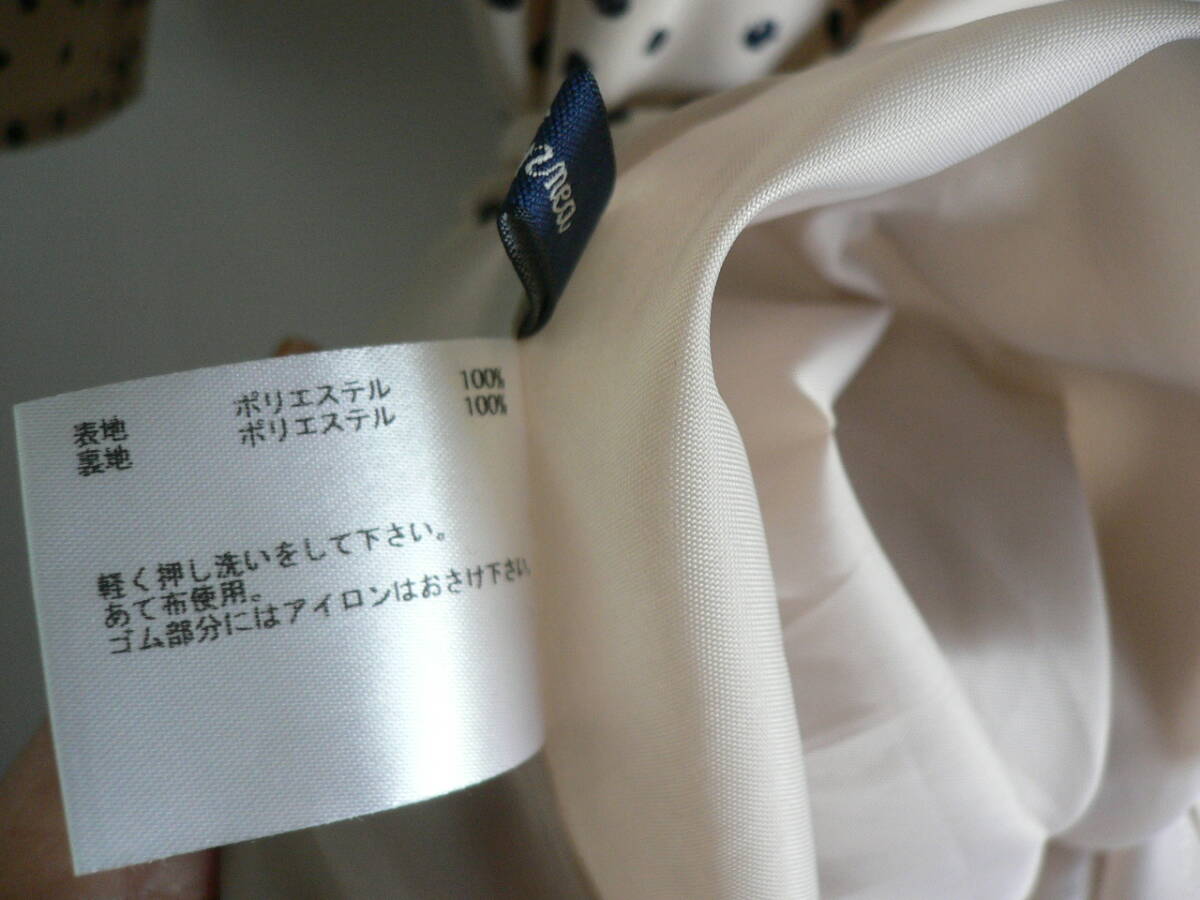 表地 ポリエステル 100%
裏地 ポリエステル 100%
軽く押し洗いをして下さい。
あて布使用。
ゴム部分にはアイロンはおさけ下さい